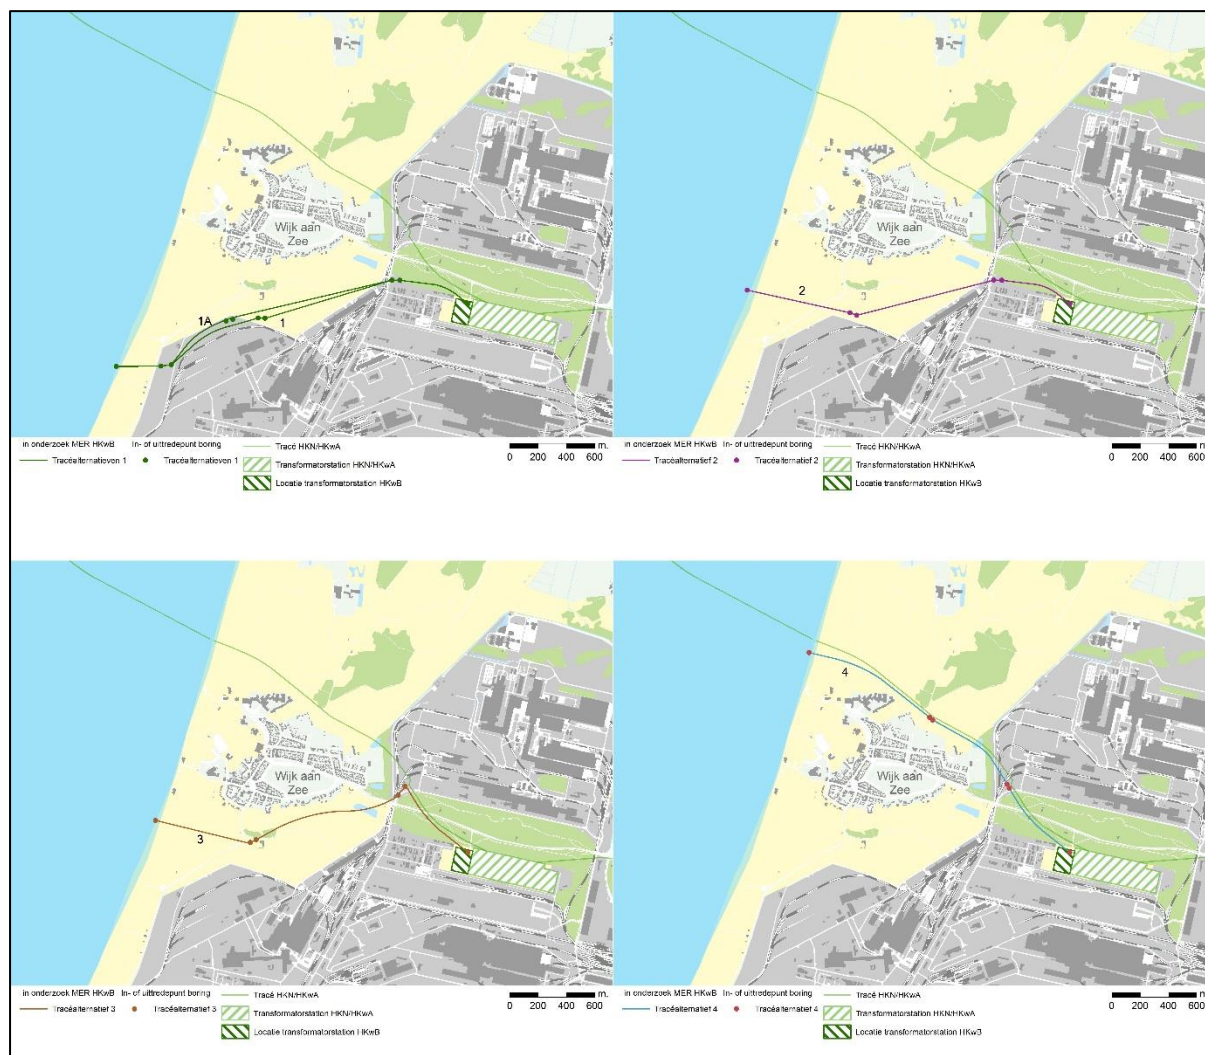 Wijk aan
Zee
1A
1
in onderzoek MER HKwB In- of uittredepunt boring
Tracéalternatieven 1 Tracéalternatieven 1
Tracé HKN/HKwA
Transformatorstation HKN/HKwA
Locatie transformatorstation HKwB
m.
0 200 400 600
Wijk aan
Zee
2
in onderzoek MER HKwB In- of uittredepunt boring
Tracéalternatief 2 Tracéalternatief 2
Tracé HKN/HKwA
Transformatorstation HKN/HKwA
Locatie transformatorstation HKwB
m.
0 200 400 600
Wijk aan
Zee
3
in onderzoek MER HKwB In- of uittredepunt boring
Tracéalternatief 3 Tracéalternatief 3
Tracé HKN/HKwA
Transformatorstation HKN/HKwA
Locatie transformatorstation HKwB
m.
0 200 400 600
4
Wijk aan
Zee
in onderzoek MER HKwB In- of uittredepunt boring
Tracéalternatief 4 Tracéalternatief 4
Tracé HKN/HKwA
Transformatorstation HKN/HKwA
Locatie transformatorstation HKwB
m.
0 200 400 600